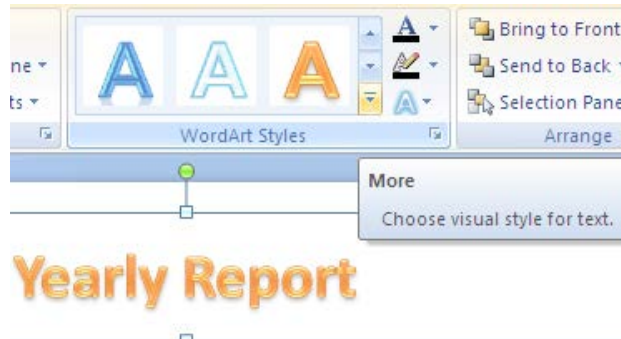 A A A A A
Bring to Front
ne
Send to Back
ts
Selection Pane
WordArt Styles
Arrange
More
Choose visual style for text.
Yearly Report